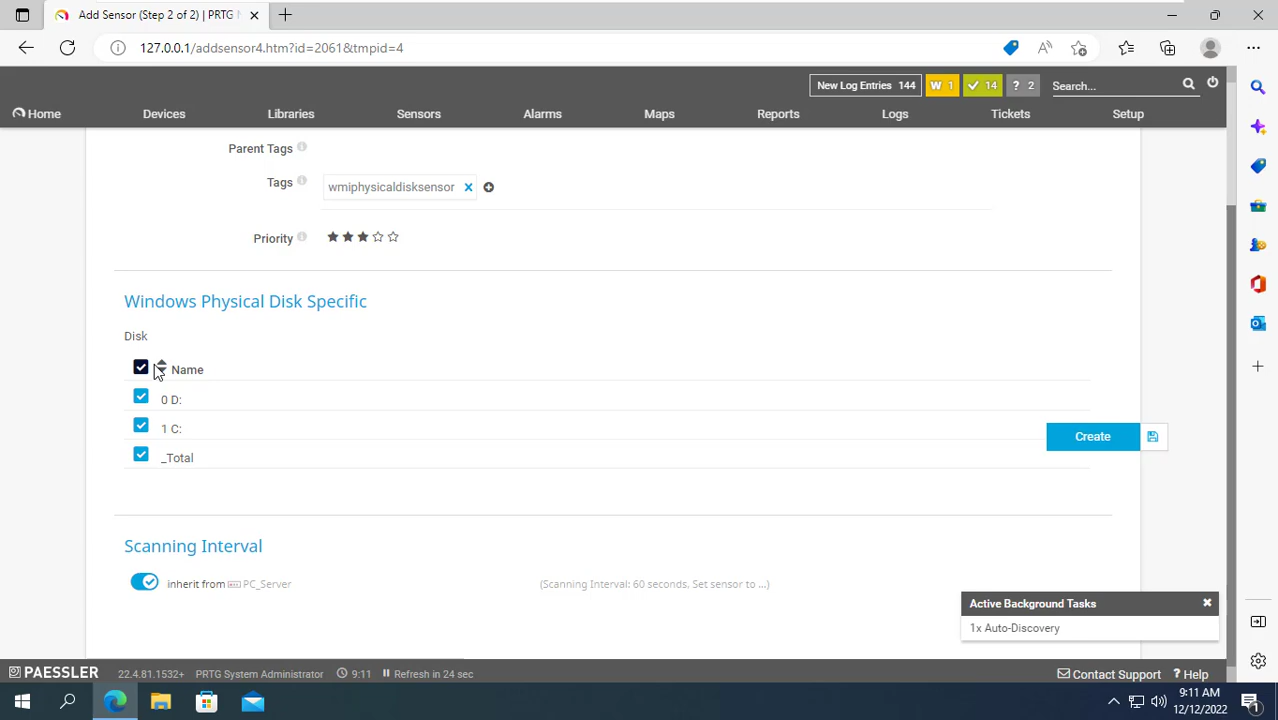 Add Sensor (Step 2 of 2) | PRTG N
127.0.0.1/addsensor4.htm?id=2061&tmpid=4
New Log Entries 144
W 1
14
? 2
Search...
Home
Devices
Libraries
Sensors
Alarms
Maps
Reports
Logs
Tickets
Setup
Parent Tags
Tags
wmiphysicaldisksensor
Priority
Windows Physical Disk Specific
Disk
Name
0 D:
1 C:
_Total
Create
Scanning Interval
inherit from PC_Server
(Scanning Interval: 60 seconds, Set sensor to ...)
Active Background Tasks
1x Auto-Discovery
PAESSLER
22.4.81.1532+
PRTG System Administrator
9:11
Refresh in 24 sec
Contact Support
? Help
9:11 AM
12/12/2022
1